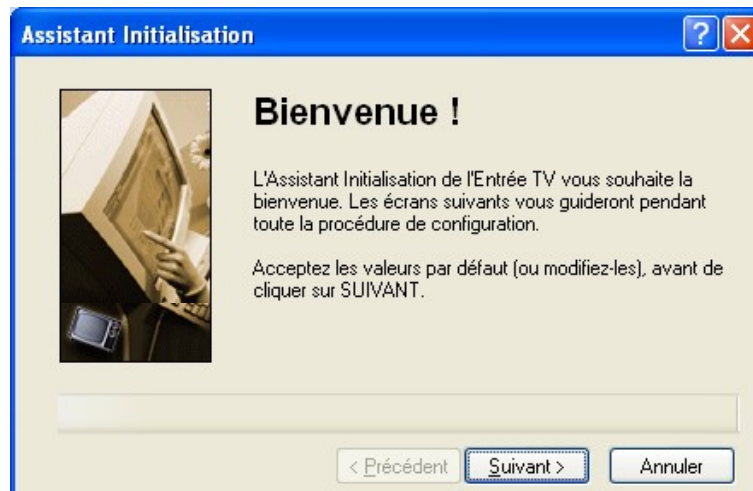 Assistant Initialisation
Bienvenue !
L'Assistant Initialisation de l'Entrée TV vous souhaite la
bienvenue. Les écrans suivants vous guideront pendant
toute la procédure de configuration.
Acceptez les valeurs par défaut (ou modifiez-les), avant de
cliquer sur SUIVANT.
< Précédent
Suivant >
Annuler